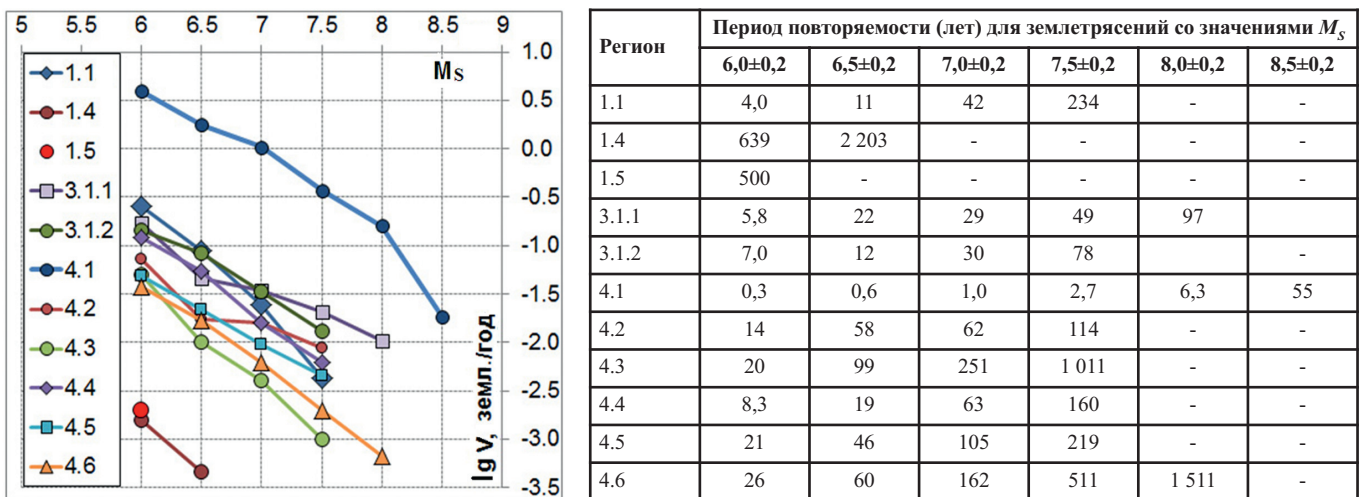 5 5.5 6 6.5 7 7.5 8 8.5 9
1.0
0.5
0.0
-0.5
-1.0
-1.5
-2.0
-2.5
-3.0
-3.5
Ms
lg V, земл./год
1.1
1.4
1.5
3.1.1
3.1.2
4.1
4.2
4.3
4.4
4.5
4.6
Регион Период повторяемости (лет) для землетрясений со значениями MS
6,0±0,2 6,5±0,2 7,0±0,2 7,5±0,2 8,0±0,2 8,5±0,2
1.1 4,0 11 42 234 - -
1.4 639 2 203 - - - -
1.5 500 - - - - -
3.1.1 5,8 22 29 49 97
3.1.2 7,0 12 30 78 -
4.1 0,3 0,6 1,0 2,7 6,3 55
4.2 14 58 62 114 - -
4.3 20 99 251 1 011 - -
4.4 8,3 19 63 160 - -
4.5 21 46 105 219 - -
4.6 26 60 162 511 1 511 -